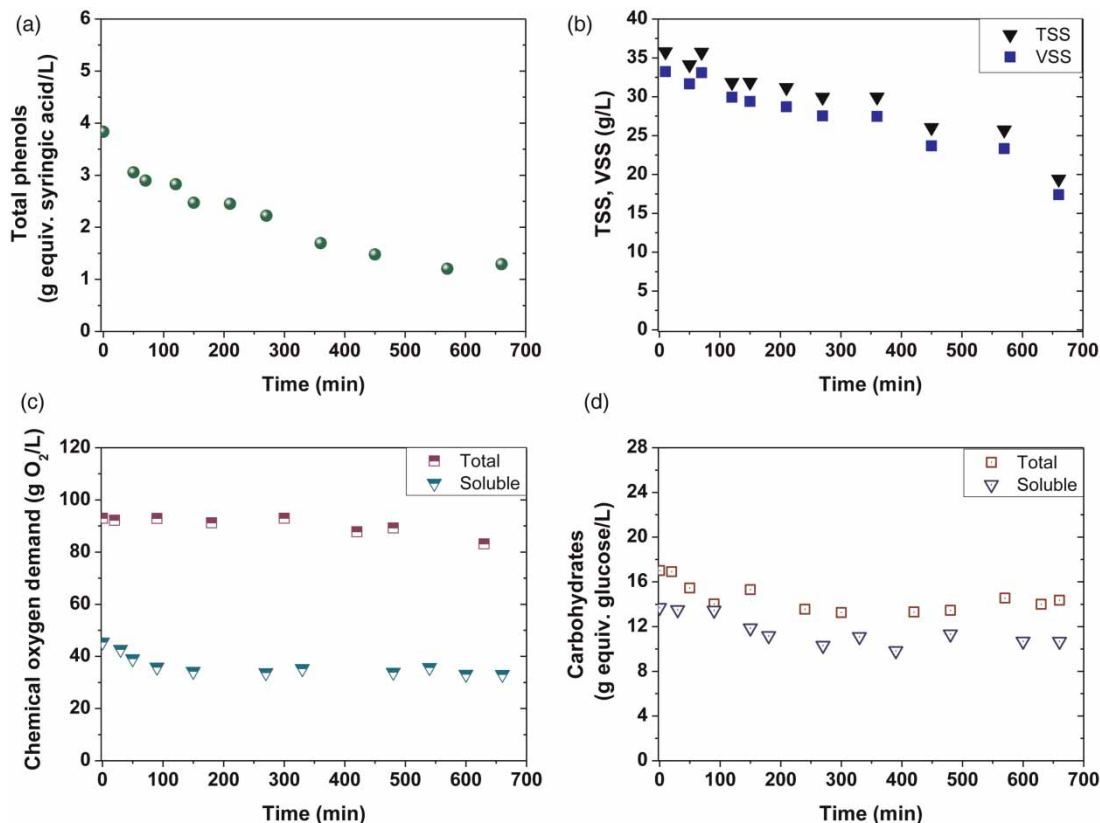 (a)
Total phenols
(g equiv. syringic acid/L)
6
5
4
3
2
1
0
0 100 200 300 400 500 600 700
Time (min)
(b)
TSS, VSS (g/L)
40
35
30
25
20
15
10
5
0
TSS
VSS
0 100 200 300 400 500 600 700
Time (min)
(c)
Chemical oxygen demand (g O₂/L)
120
100
80
60
40
20
0
Total
Soluble
0 100 200 300 400 500 600 700
Time (min)
(d)
Carbohydrates
(g equiv. glucose/L)
28
24
20
16
12
8
4
0
Total
Soluble
0 100 200 300 400 500 600 700
Time (min)